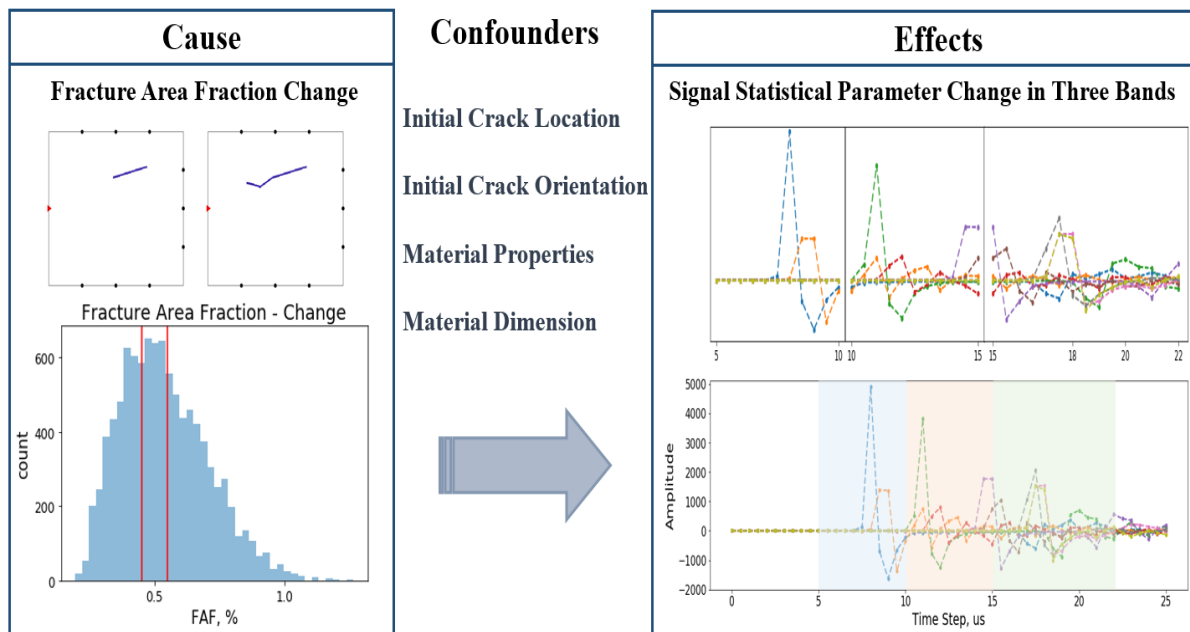 Cause
Fracture Area Fraction Change
Fracture Area Fraction - Change
600
400
200
0
count
0.5
1.0
FAF, %
Confounders
Initial Crack Location
Initial Crack Orientation
Material Properties
Material Dimension
Effects
Signal Statistical Parameter Change in Three Bands
5
10
10
15
15
18
20
22
5000
4000
3000
2000
1000
0
−1000
−2000
Amplitude
0
5
10
15
20
25
Time Step, us